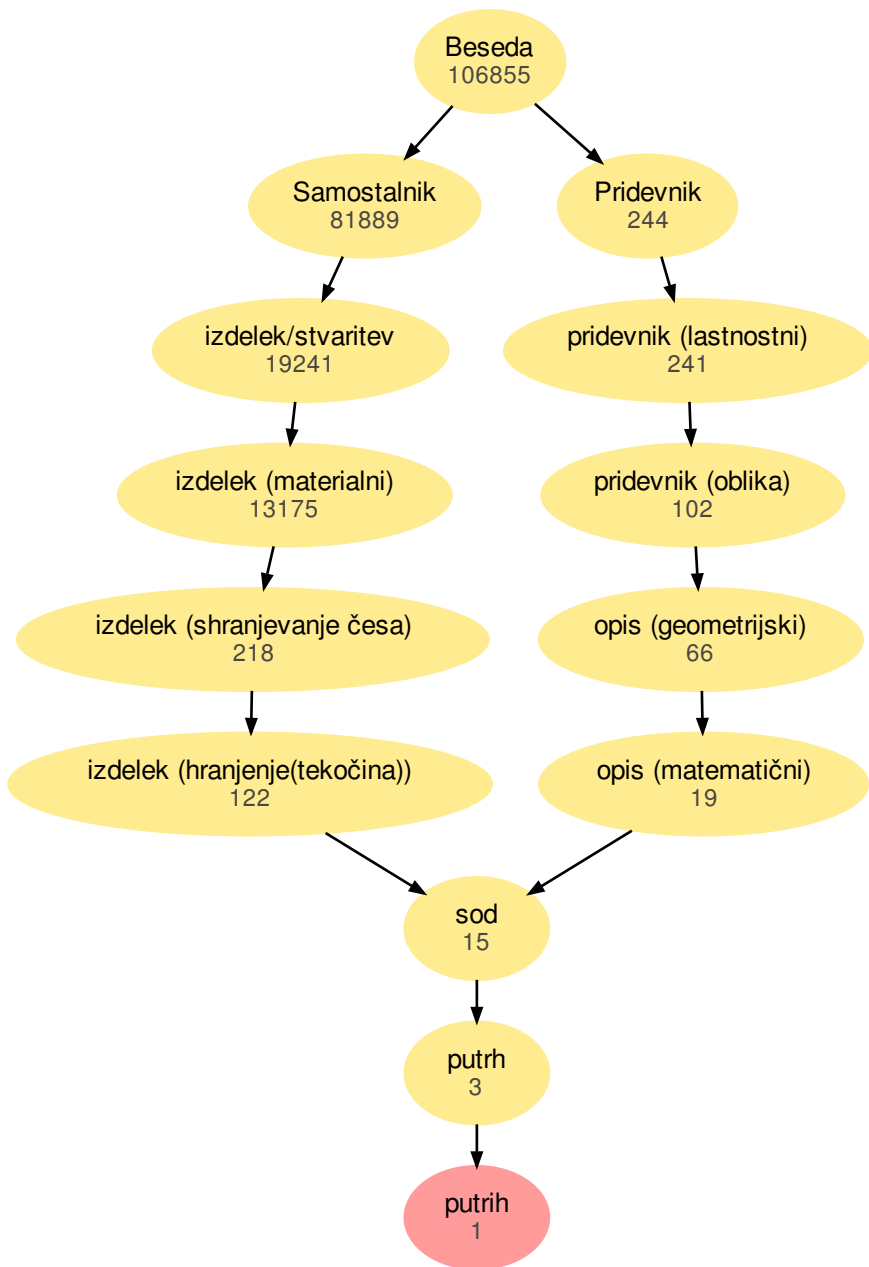 Beseda
106855
Samostalnik
81889
Pridevnik
244
izdelek/stvaritev
19241
pridevnik (lastnostni)
241
izdelek (materialni)
13175
pridevnik (oblika)
102
izdelek (shranjevanje česa)
218
opis (geometrijski)
66
izdelek (hranjenje(tekočina))
122
opis (matematični)
19
sod
15
putrh
3
putrih
1